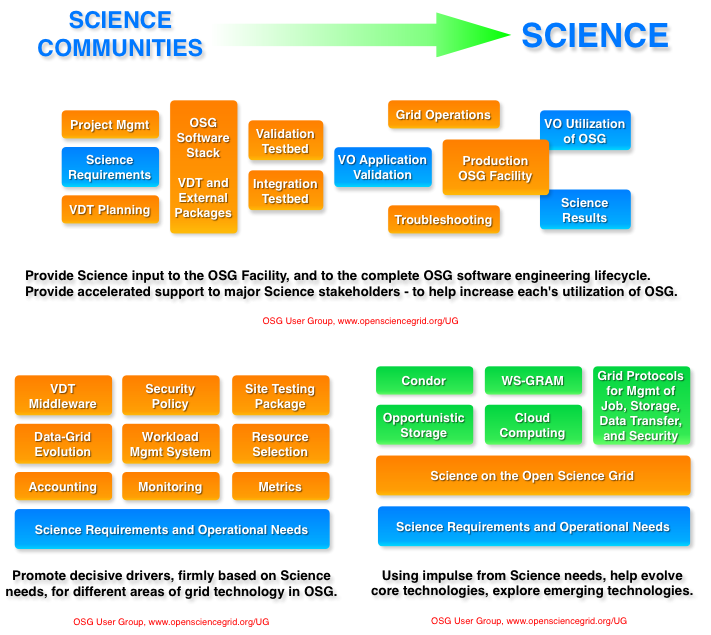 SCIENCE
COMMUNITIES
SCIENCE
Project Mgmt
Science
Requirements
VDT Planning
OSG
Software
Stack
VDT and
External
Packages
Validation
Testbed
Integration
Testbed
VO Application
Validation
Grid Operations
Production
OSG Facility
Troubleshooting
VO Utilization
of OSG
Science
Results
Provide Science input to the OSG Facility, and to the complete OSG software engineering lifecycle.
Provide accelerated support to major Science stakeholders - to help increase each's utilization of OSG.
OSG User Group, www.opensciencegrid.org/UG
VDT
Middleware
Security
Policy
Site Testing
Package
Data-Grid
Evolution
Workload
Mgmt System
Resource
Selection
Accounting
Monitoring
Metrics
Science Requirements and Operational Needs
Promote decisive drivers, firmly based on Science
needs, for different areas of grid technology in OSG.
OSG User Group, www.opensciencegrid.org/UG
Condor
WS-GRAM
Grid Protocols
for Mgmt of
Job, Storage,
Data Transfer,
and Security
Opportunistic
Storage
Cloud
Computing
Science on the Open Science Grid
Science Requirements and Operational Needs
Using impulse from Science needs, help evolve
core technologies, explore emerging technologies.
OSG User Group, www.opensciencegrid.org/UG